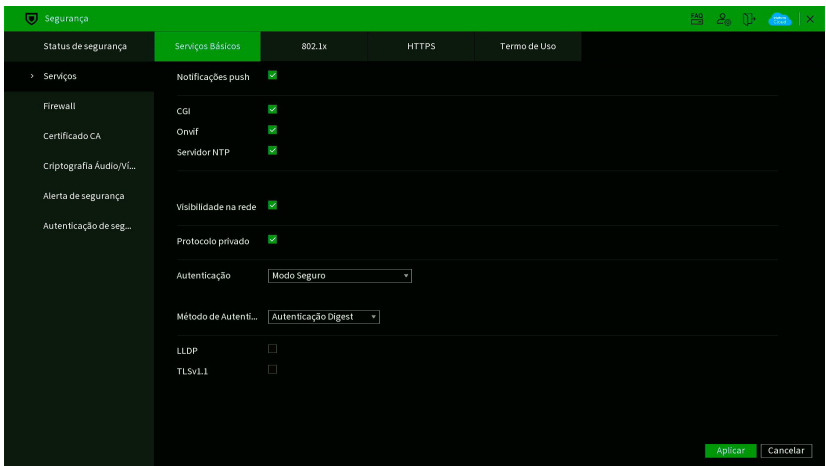 Segurança
FAQ
Status de segurança
Serviços Básicos
802.1x
HTTPS
Termo de Uso
Serviços
Notificações push
Firewall
CGI
Certificado CA
Onvif
Servidor NTP
Criptografia Áudio/Ví...
Alerta de segurança
Visibilidade na rede
Autenticação de seg...
Protocolo privado
Autenticação
Modo Seguro
Método de Autenti...
Autenticação Digest
LLDP
TLSv1.1
Aplicar
Cancelar